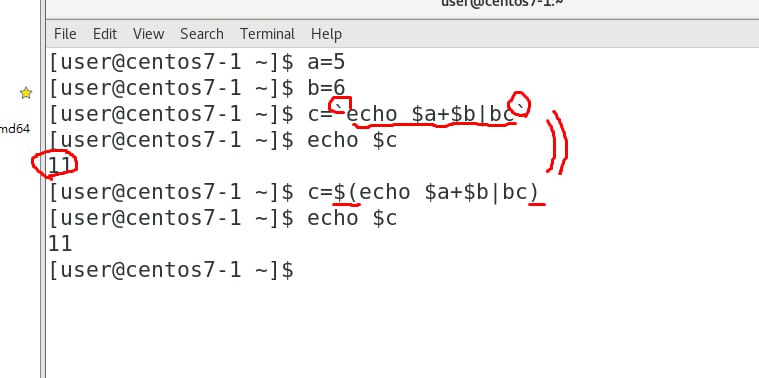 user@centos7-1:~
File Edit View Search Terminal Help
[user@centos7-1 ~]$ a=5
[user@centos7-1 ~]$ b=6
[user@centos7-1 ~]$ c=`echo $a+$b|bc`
[user@centos7-1 ~]$ echo $c
11
[user@centos7-1 ~]$ c=$(echo $a+$b|bc)
[user@centos7-1 ~]$ echo $c
11
[user@centos7-1 ~]$
md64